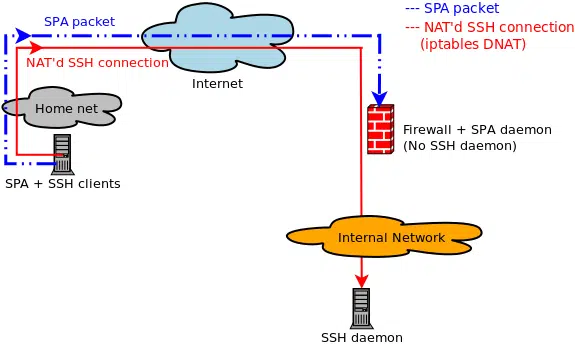 SPA packet
--- SPA packet
--- NAT'd SSH connection
(iptables DNAT)
NAT'd SSH connection
Internet
Home net
Firewall + SPA daemon
(No SSH daemon)
SPA + SSH clients
Internal Network
SSH daemon